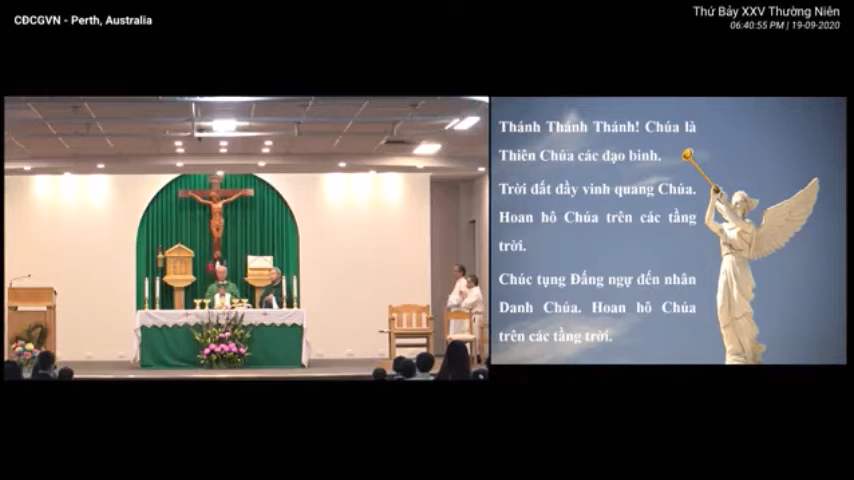 CĐCGVN - Perth, Australia
Thứ Bảy XXV Thường Niên
06:40:55 PM | 19-09-2020
Thánh Thánh Thánh! Chúa là
Thiên Chúa các đạo binh.
Trời đất đầy vinh quang Chúa.
Hoan hô Chúa trên các tầng
trời.
Chúc tụng Đấng ngự đến nhân
Danh Chúa. Hoan hô Chúa
trên các tầng trời.